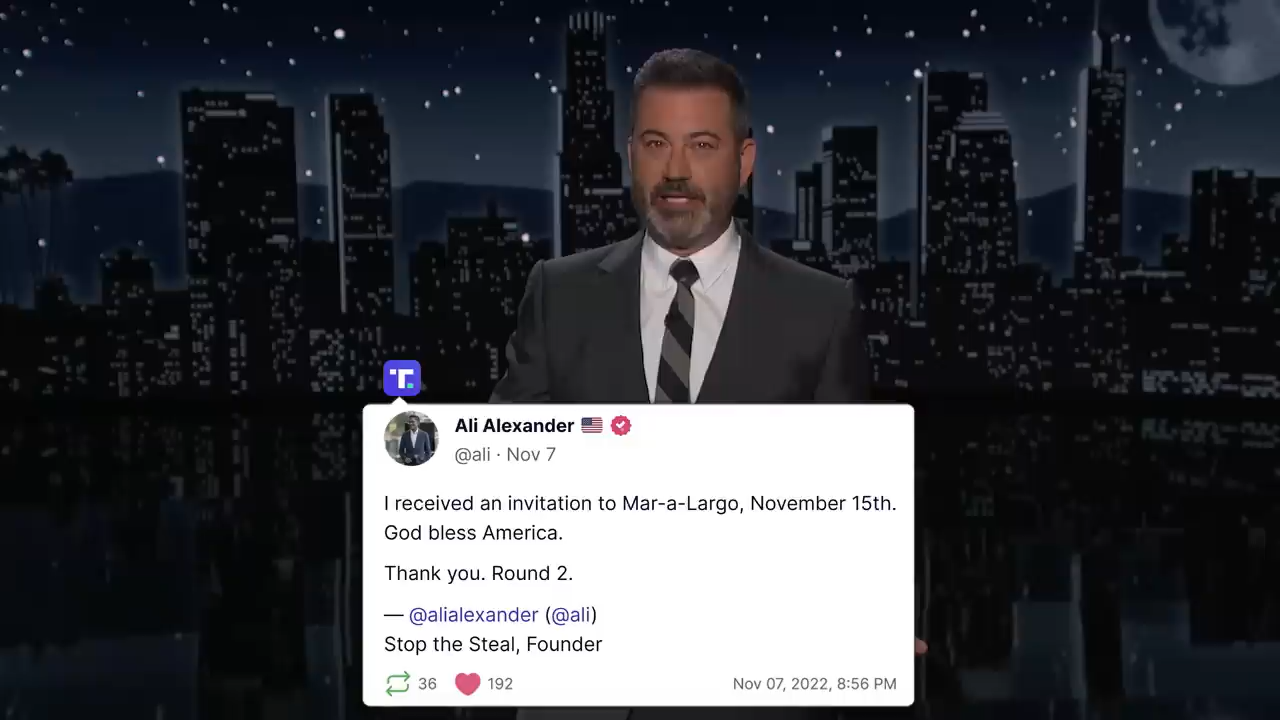 T.
Ali Alexander
@ali · Nov 7
I received an invitation to Mar-a-Largo, November 15th.
God bless America.
Thank you. Round 2.
— @alialexander (@ali)
Stop the Steal, Founder
36 192 Nov 07, 2022, 8:56 PM